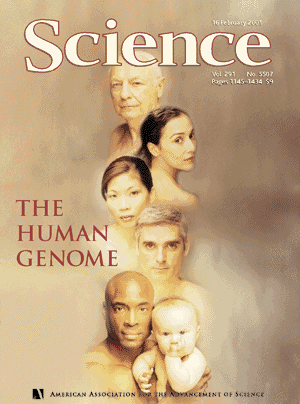 16 February 2001
Science
Vol. 291 No. 5507
Pages 1145–1434 $9
THE
HUMAN
GENOME
AMERICAN ASSOCIATION FOR THE ADVANCEMENT OF SCIENCE